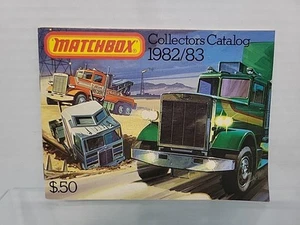 MATCHBOX
Collectors Catalog
1982/83
$.50